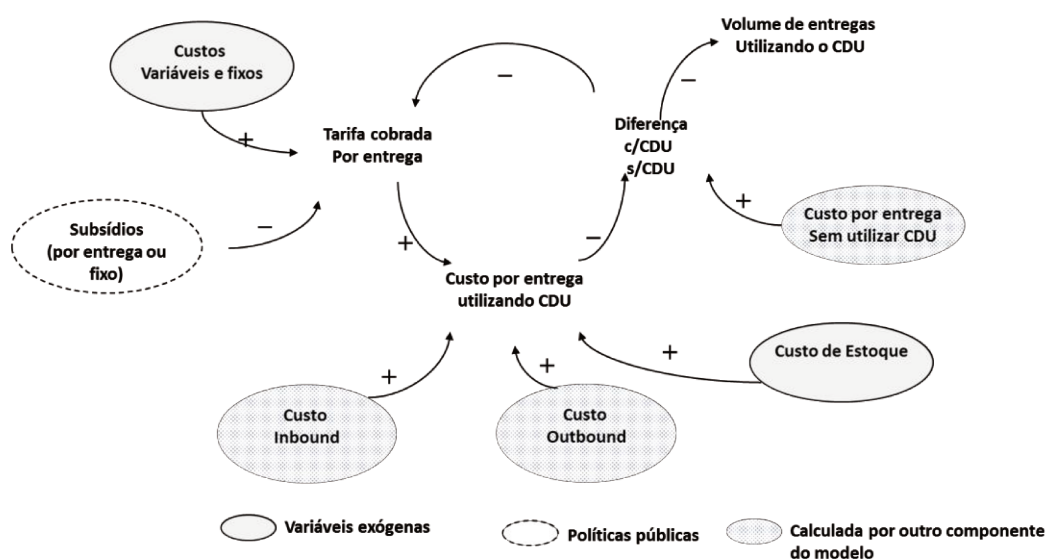 Volume de entregas
Utilizando o CDU
Custos
Variáveis e fixos
−
−
+
Tarifa cobrada
Por entrega
Diferença
c/CDU
s/CDU
Subsídios
(por entrega ou
fixo)
−
+
−
+
Custo por entrega
Sem utilizar CDU
Custo por entrega
utilizando CDU
+
+
+
Custo de Estoque
Custo
Inbound
Custo
Outbound
Variáveis exógenas
Políticas públicas
Calculada por outro componente
do modelo